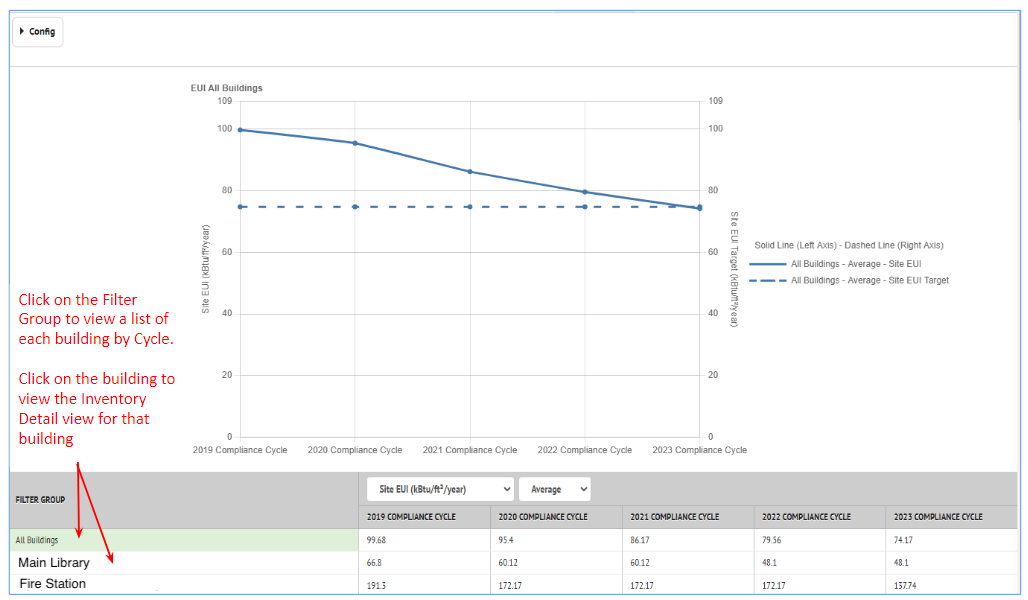 Config
EUI All Buildings
109 109
100 100
80 80
60 60
40 40
20 20
0 0
Site EUI (kBtu/ft²/year)
Site EUI Target (kBtu/ft²/year)
2019 Compliance Cycle 2020 Compliance Cycle 2021 Compliance Cycle 2022 Compliance Cycle 2023 Compliance Cycle
Solid Line (Left Axis) - Dashed Line (Right Axis)
All Buildings - Average - Site EUI
All Buildings - Average - Site EUI Target
Click on the Filter
Group to view a list of
each building by Cycle.
Click on the building to
view the Inventory
Detail view for that
building
FILTER GROUP
Site EUI (kBtu/ft²/year) Average
2019 COMPLIANCE CYCLE 2020 COMPLIANCE CYCLE 2021 COMPLIANCE CYCLE 2022 COMPLIANCE CYCLE 2023 COMPLIANCE CYCLE
All Buildings 99.68 95.4 86.17 79.56 74.17
Main Library 66.8 60.12 60.12 48.1 48.1
Fire Station 191.3 172.17 172.17 172.17 137.74